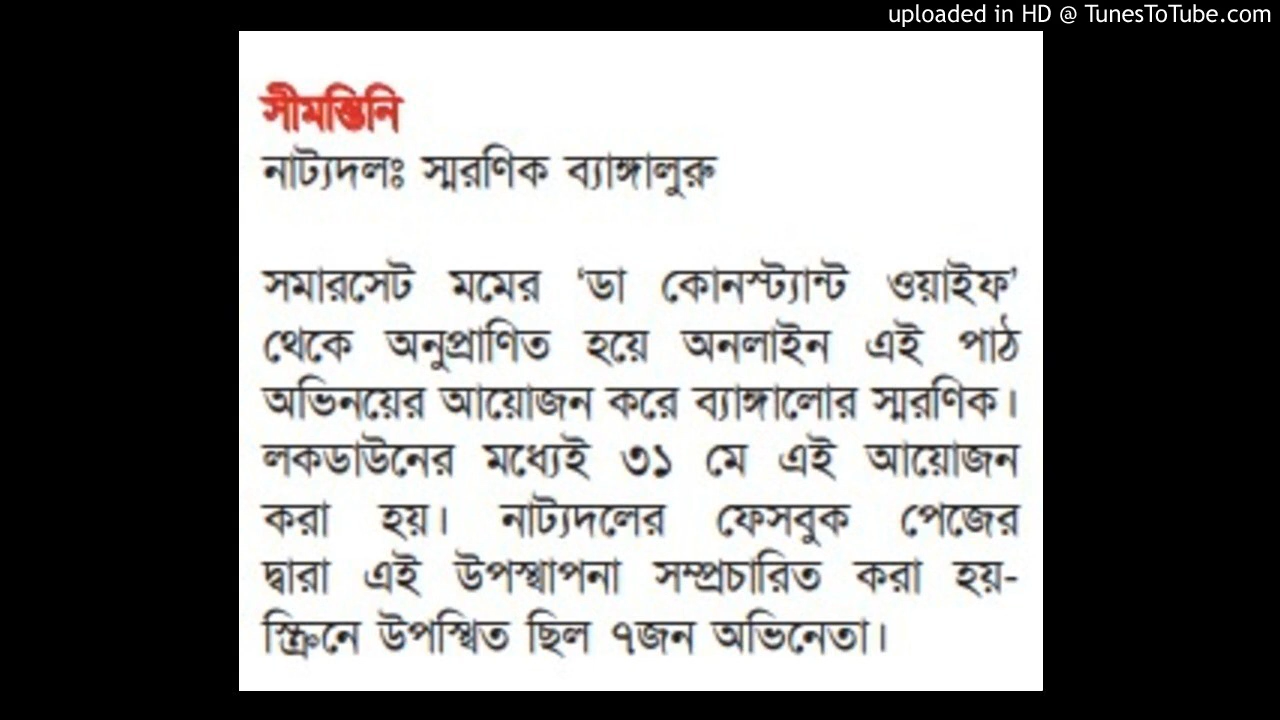 uploaded in HD @ TunesToTube.com
সীমন্তিনি
নাট্যদলঃ স্মরণিক ব্যাঙ্গালুরু
সমারসেট মমের ‘ডা কোনস্ট্যান্ট ওয়াইফ’
থেকে অনুপ্রাণিত হয়ে অনলাইন এই পাঠ
অভিনয়ের আয়োজন করে ব্যাঙ্গালোর স্মরণিক।
লকডাউনের মধ্যেই ৩১ মে এই আয়োজন
করা হয়। নাট্যদলের ফেসবুক পেজের
দ্বারা এই উপস্থাপনা সম্প্রচারিত করা হয়-
স্ক্রিনে উপস্থিত ছিল ৭জন অভিনেতা।